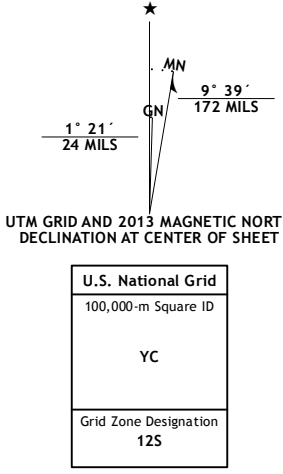 MN
9° 39´
172 MILS
GN
1° 21´
24 MILS
UTM GRID AND 2013 MAGNETIC NORT
DECLINATION AT CENTER OF SHEET
U.S. National Grid
100,000-m Square ID
YC
Grid Zone Designation
12S